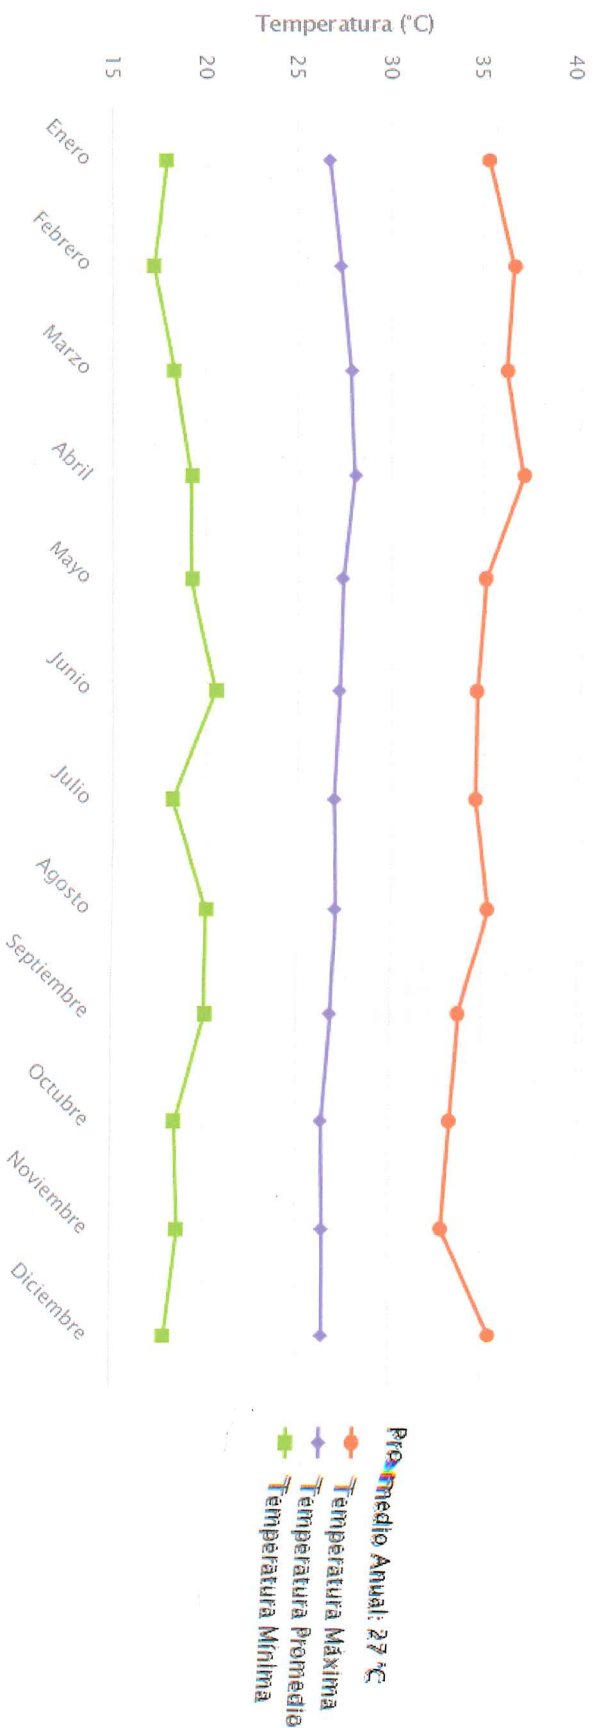 Temperatura (°C)
40
35
30
25
20
15
Enero
Febrero
Marzo
Abril
Mayo
Junio
Julio
Agosto
Septiembre
Octubre
Noviembre
Diciembre
Promedio Anual: 27 °C
Temperatura Máxima
Temperatura Promedio
Temperatura Mínima